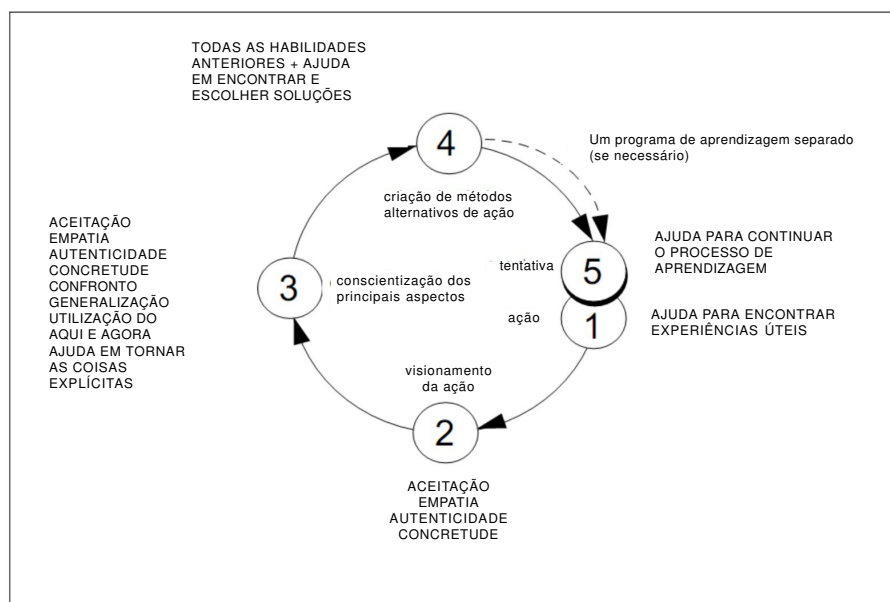 TODAS AS HABILIDADES
ANTERIORES + AJUDA
EM ENCONTRAR E
ESCOLHER SOLUÇÕES
4
Um programa de aprendizagem separado
(se necessário)
criação de métodos
alternativos de ação
ACEITAÇÃO
EMPATIA
AUTENTICIDADE
CONCRETUDE
CONFRONTO
GENERALIZAÇÃO
UTILIZAÇÃO DO
AQUI E AGORA
AJUDA EM TORNAR
AS COISAS
EXPLÍCITAS
3
conscientização dos
principais aspectos
tentativa
5
AJUDA PARA CONTINUAR
O PROCESSO DE
APRENDIZAGEM
ação
1
AJUDA PARA ENCONTRAR
EXPERIÊNCIAS ÚTEIS
visionamento
da ação
2
ACEITAÇÃO
EMPATIA
AUTENTICIDADE
CONCRETUDE